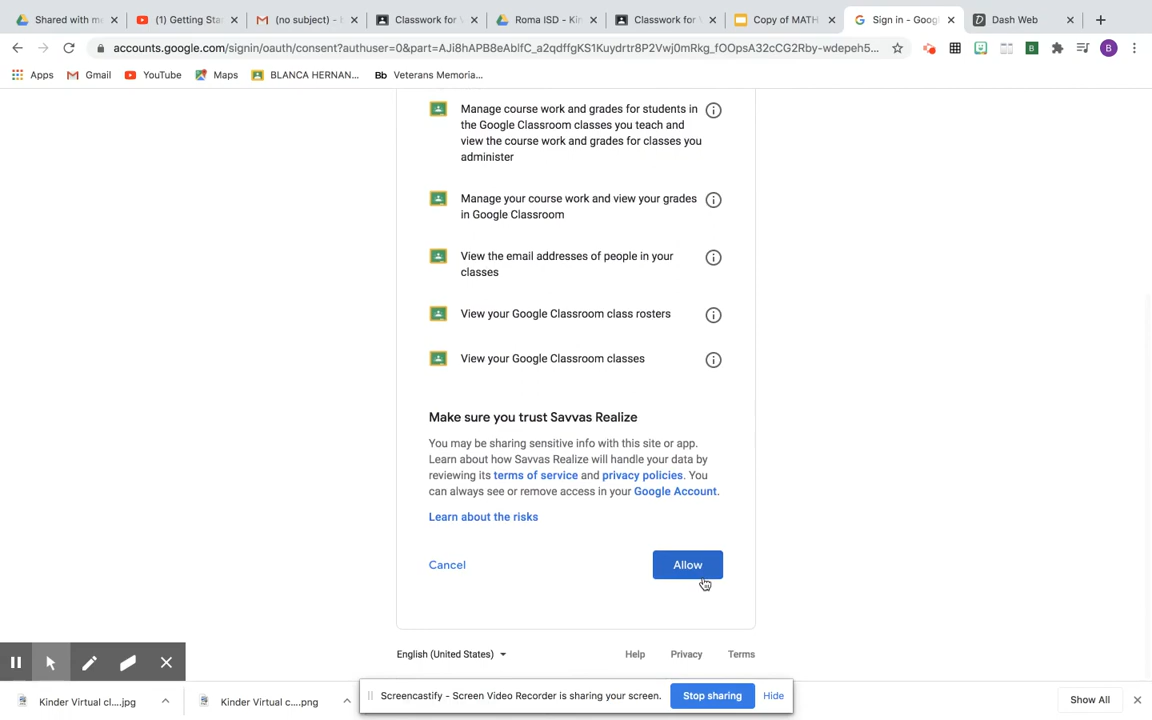 Shared with me
(1) Getting Sta
(no subject) - b
Classwork for V
Roma ISD - Kin
Classwork for V
Copy of MATH
Sign in - Goog
Dash Web
accounts.google.com/signin/oauth/consent?authuser=0&part=AJi8hAPB8eAblfC_a2qdffgKS1Kuydrtr8P2Vwj0mRkg_fOOpsA32cCG2Rby-wdepeh5...
B
Apps
Gmail
YouTube
Maps
BLANCA HERNAN...
Bb Veterans Memoria...
Manage course work and grades for students in
the Google Classroom classes you teach and
view the course work and grades for classes you
administer
Manage your course work and view your grades
in Google Classroom
View the email addresses of people in your
classes
View your Google Classroom class rosters
View your Google Classroom classes
Make sure you trust Savvas Realize
You may be sharing sensitive info with this site or app.
Learn about how Savvas Realize will handle your data by
reviewing its terms of service and privacy policies. You
can always see or remove access in your Google Account.
Learn about the risks
Cancel
Allow
English (United States)
Help
Privacy
Terms
Kinder Virtual cl....jpg
Kinder Virtual c....png
Screencastify - Screen Video Recorder is sharing your screen.
Stop sharing
Hide
Show All